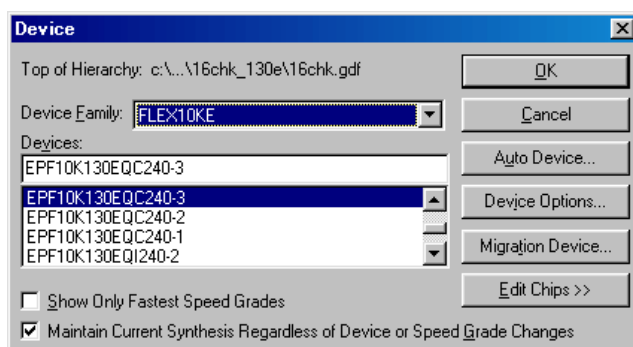 Device
Top of Hierarchy: c:\...\16chk_130e\16chk.gdf
OK
Device Family: FLEX10KE
Cancel
Devices:
EPF10K130EQC240-3
Auto Device...
EPF10K130EQC240-3
EPF10K130EQC240-2
EPF10K130EQC240-1
EPF10K130EQI240-2
Device Options...
Migration Device...
Edit Chips >>
Show Only Fastest Speed Grades
Maintain Current Synthesis Regardless of Device or Speed Grade Changes